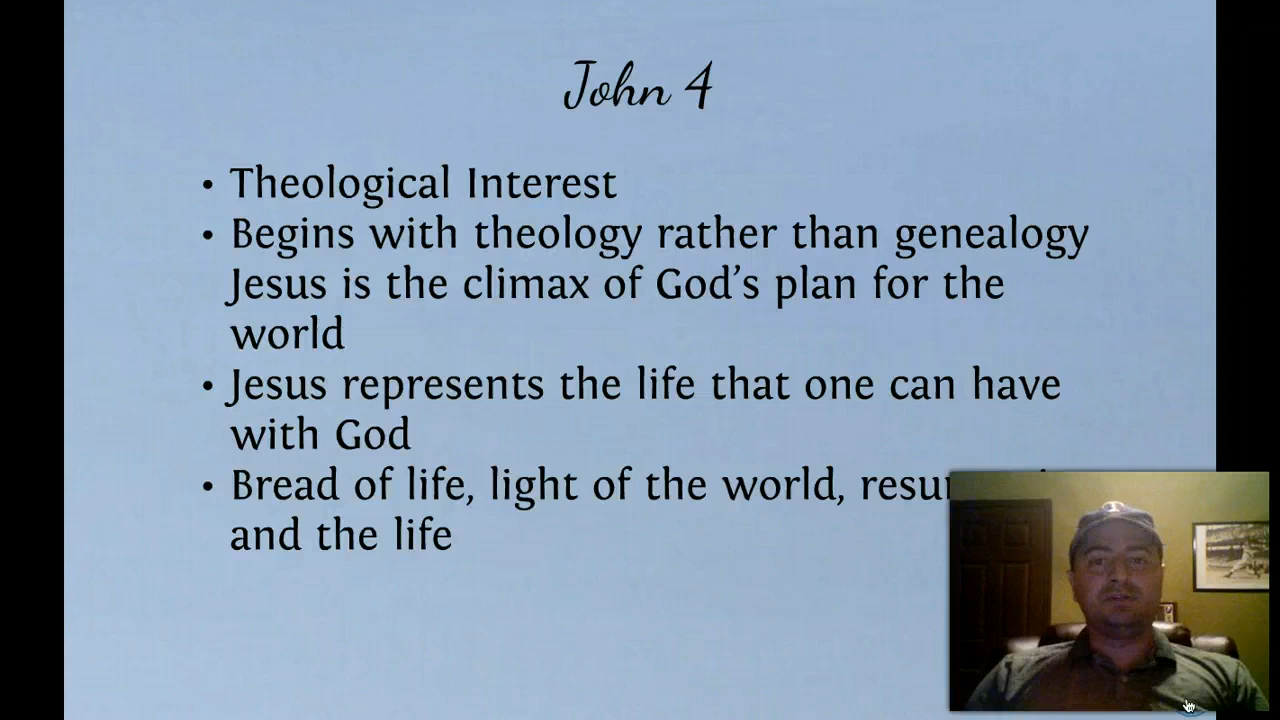 John 4
• Theological Interest
• Begins with theology rather than genealogy
Jesus is the climax of God’s plan for the
world
• Jesus represents the life that one can have
with God
• Bread of life, light of the world,
and the life